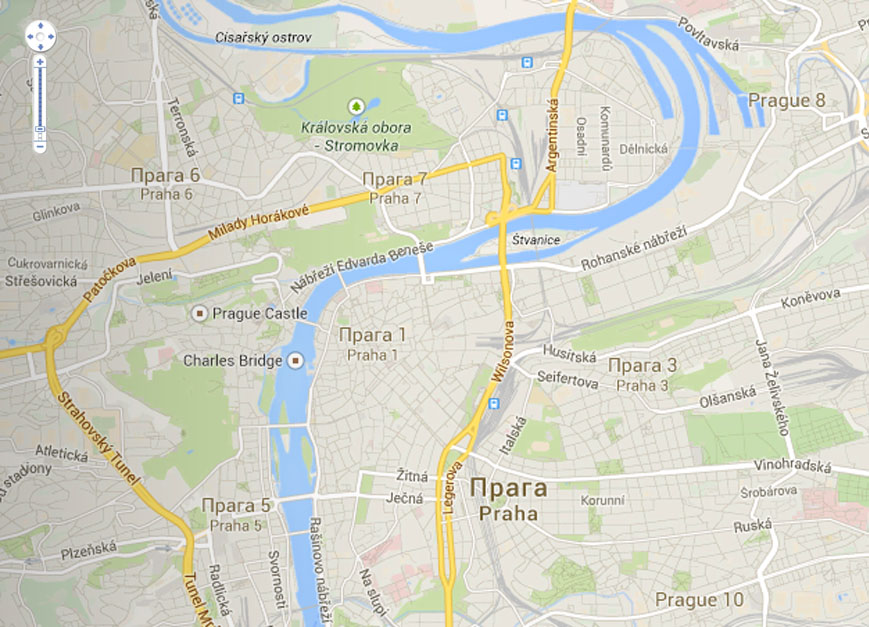 Císařský ostrov
Povltavská
Prague 8
Terronská
Královská obora
- Stromovka
Argentinská
Osadní
Komunardů
Dělnická
Прага 6
Praha 6
Прага 7
Praha 7
Glinkova
Milady Horákové
Štvanice
Nábřeží Edvarda Beneše
Rohanské nábřeží
Cukrovarnická
Střešovická
Patočkova
Jelení
Koněvova
Prague Castle
Прага 1
Praha 1
Wilsonova
Husitská
Прага 3
Praha 3
Charles Bridge
Seifertova
Jana Želivského
Olšanská
Strahovský Tunel
Italská
Atletická
stadiony
Žitná
Ječná
Legerova
Прага
Praha
Vinohradská
Korunní
Šrobárova
Прага 5
Praha 5
Ruská
Plzeňská
Rašínovo nábřeží
Svornosti
Radlická
Na slupi
Tunel
Prague 10